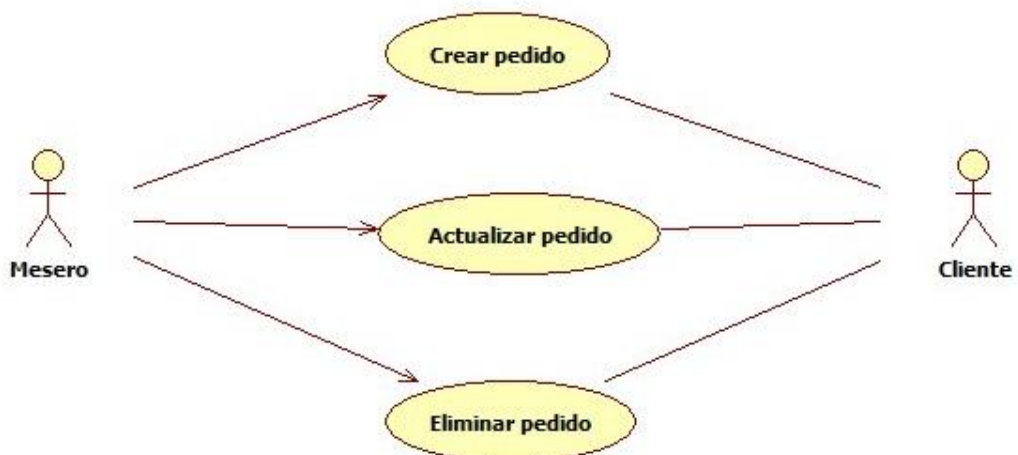 Crear pedido
Mesero
Actualizar pedido
Cliente
Eliminar pedido